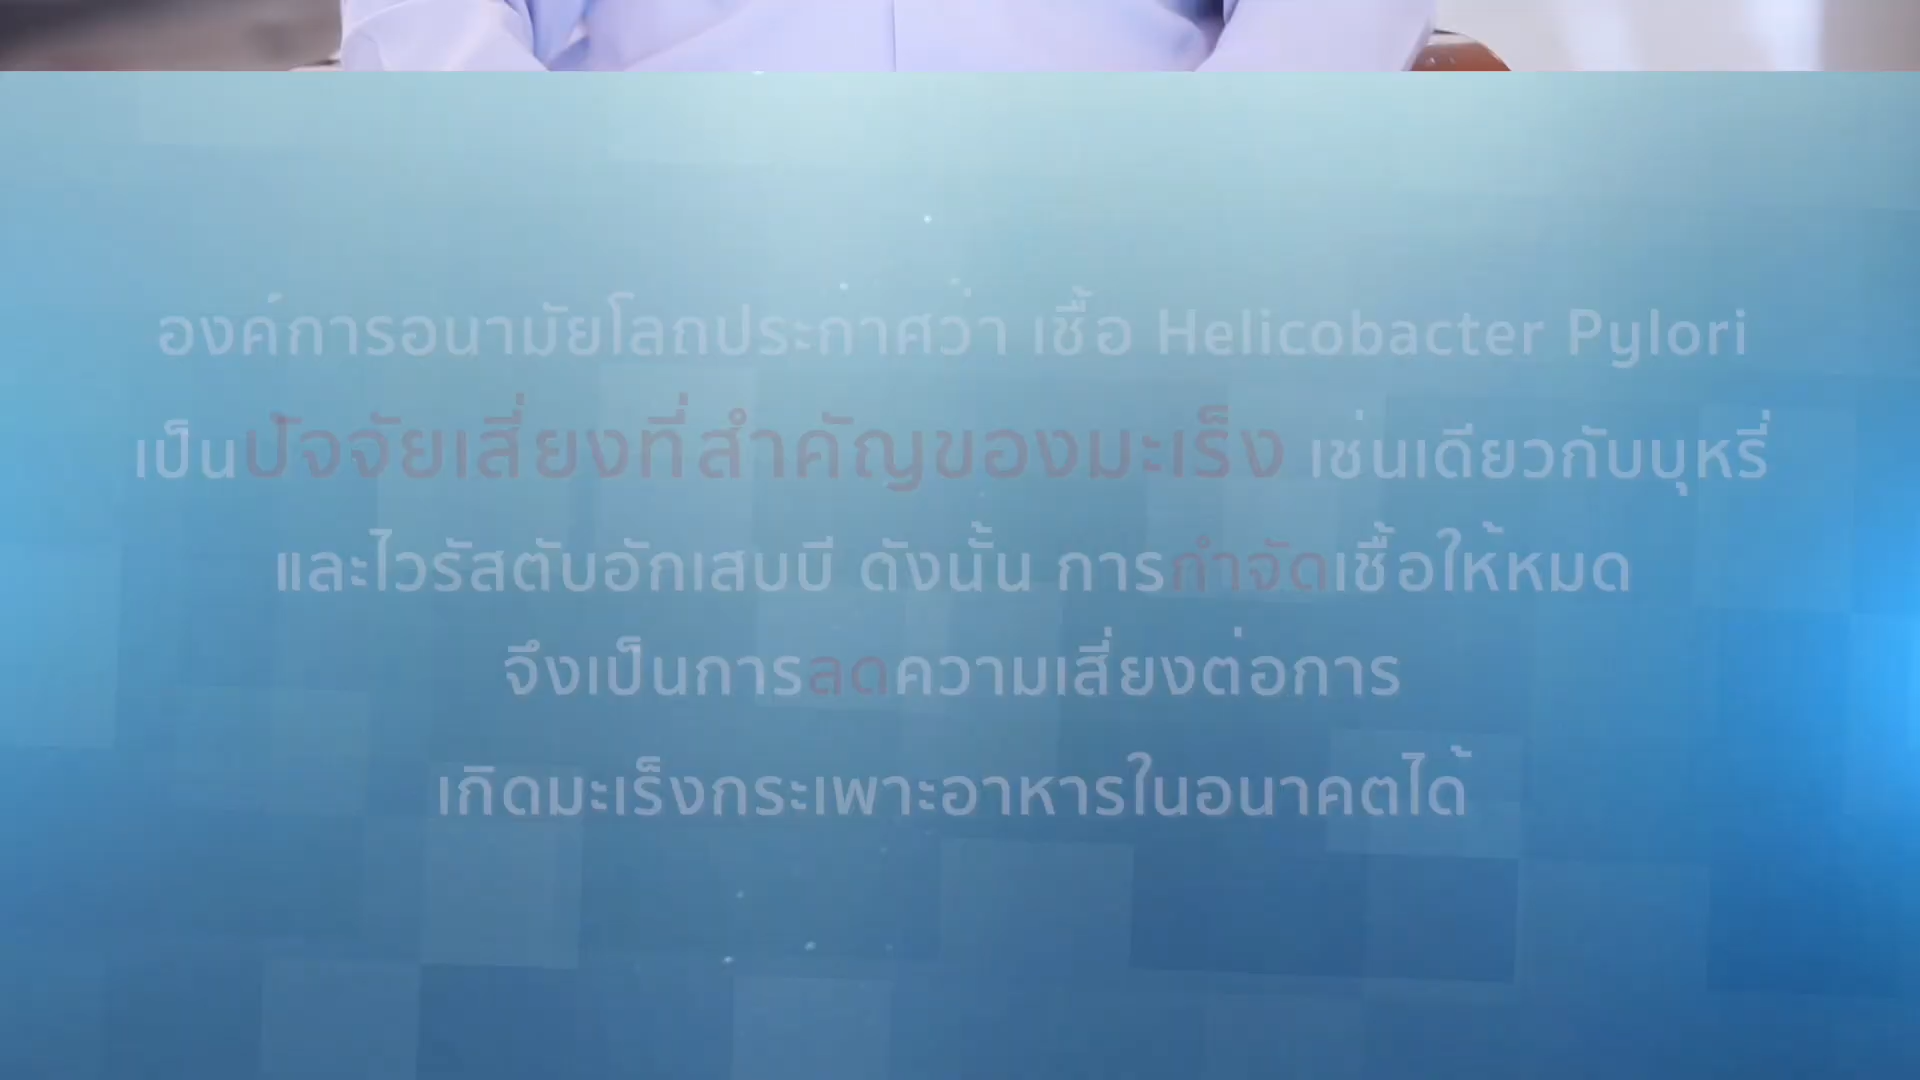 องค์การอนามัยโลกประกาศว่า เชื้อ Helicobacter Pylori
เป็นปัจจัยเสี่ยงที่สำคัญของมะเร็ง เช่นเดียวกับบุหรี่
และไวรัสตับอักเสบบี ดังนั้น การกำจัดเชื้อให้หมด
จึงเป็นการลดความเสี่ยงต่อการ
เกิดมะเร็งกระเพาะอาหารในอนาคตได้